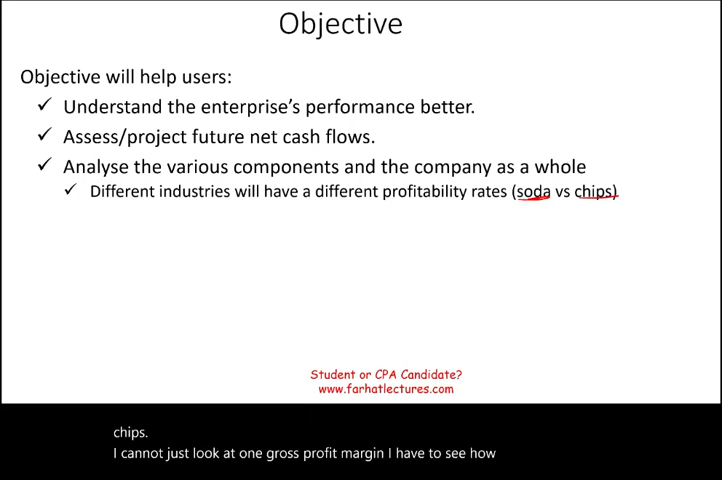 Objective
Objective will help users:
✓ Understand the enterprise's performance better.
✓ Assess/project future net cash flows.
✓ Analyse the various components and the company as a whole
✓ Different industries will have a different profitability rates (soda vs chips)
Student or CPA Candidate?
www.farhatlectures.com
chips.
I cannot just look at one gross profit margin I have to see how